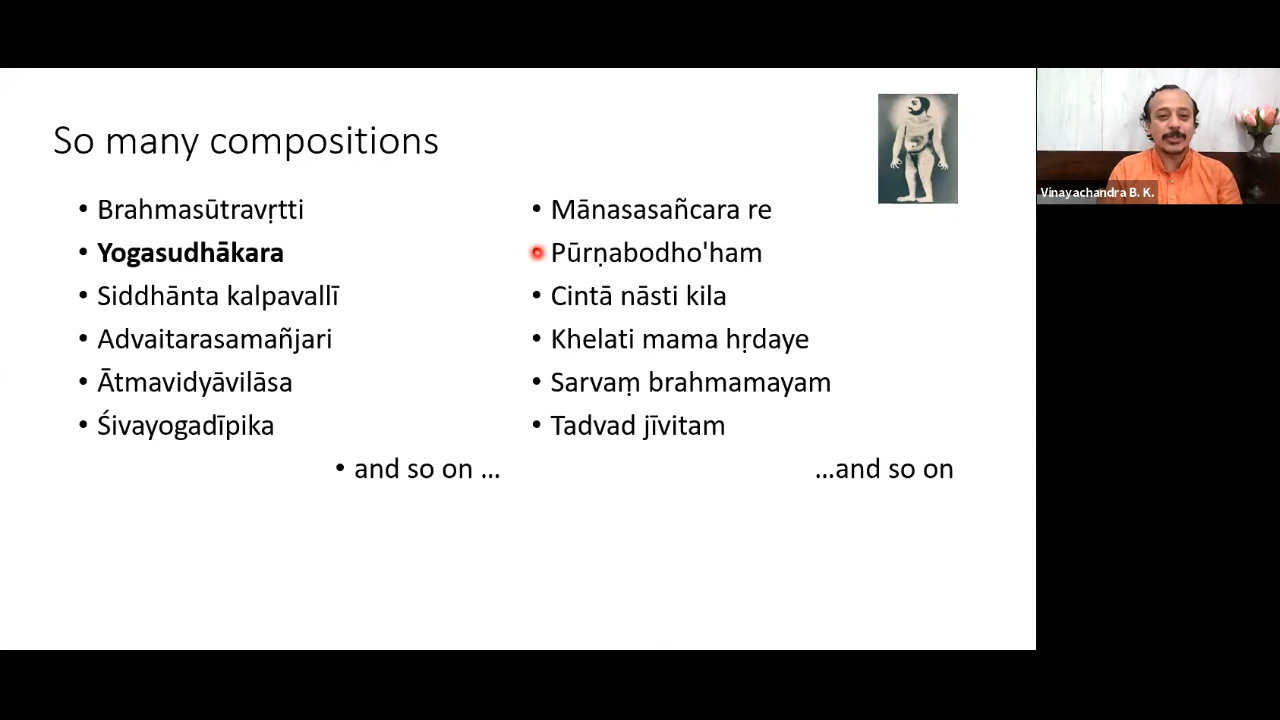 So many compositions
• Brahmasūtravṛtti
• Yogasudhākara
• Siddhānta kalpavallī
• Advaitarasamañjari
• Ātmavidyāvilāsa
• Śivayogadīpika
• and so on ...
• Mānasasañcara re
Pūrṇabodho'ham
• Cintā nāsti kila
• Khelati mama hṛdaye
• Sarvaṃ brahmamayam
• Tadvad jīvitam
...and so on
Vinayachandra B. K.